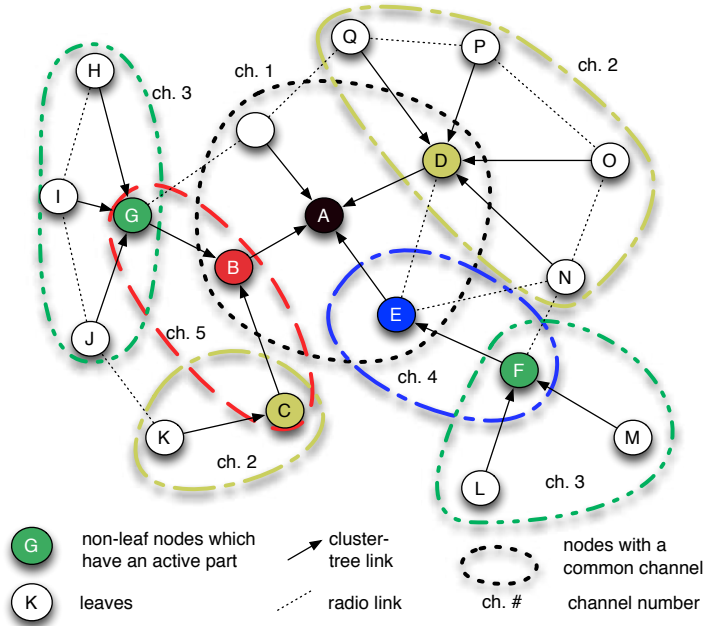 Q
P
H
ch. 3
ch. 1
ch. 2
D
O
I
G
A
B
N
E
J
ch. 5
F
ch. 4
C
K
M
ch. 2
L
ch. 3
G
non-leaf nodes which
have an active part
cluster-
tree link
nodes with a
common channel
K
leaves
radio link
ch. #
channel number